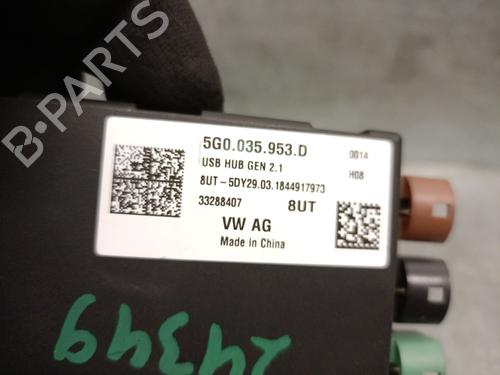 B-PARTS
5G0.035.953.D 0014
USB HUB GEN 2.1 H08
8UT-5DY29.03.1844917973
33288407 8UT
VW AG
Made in China
24349